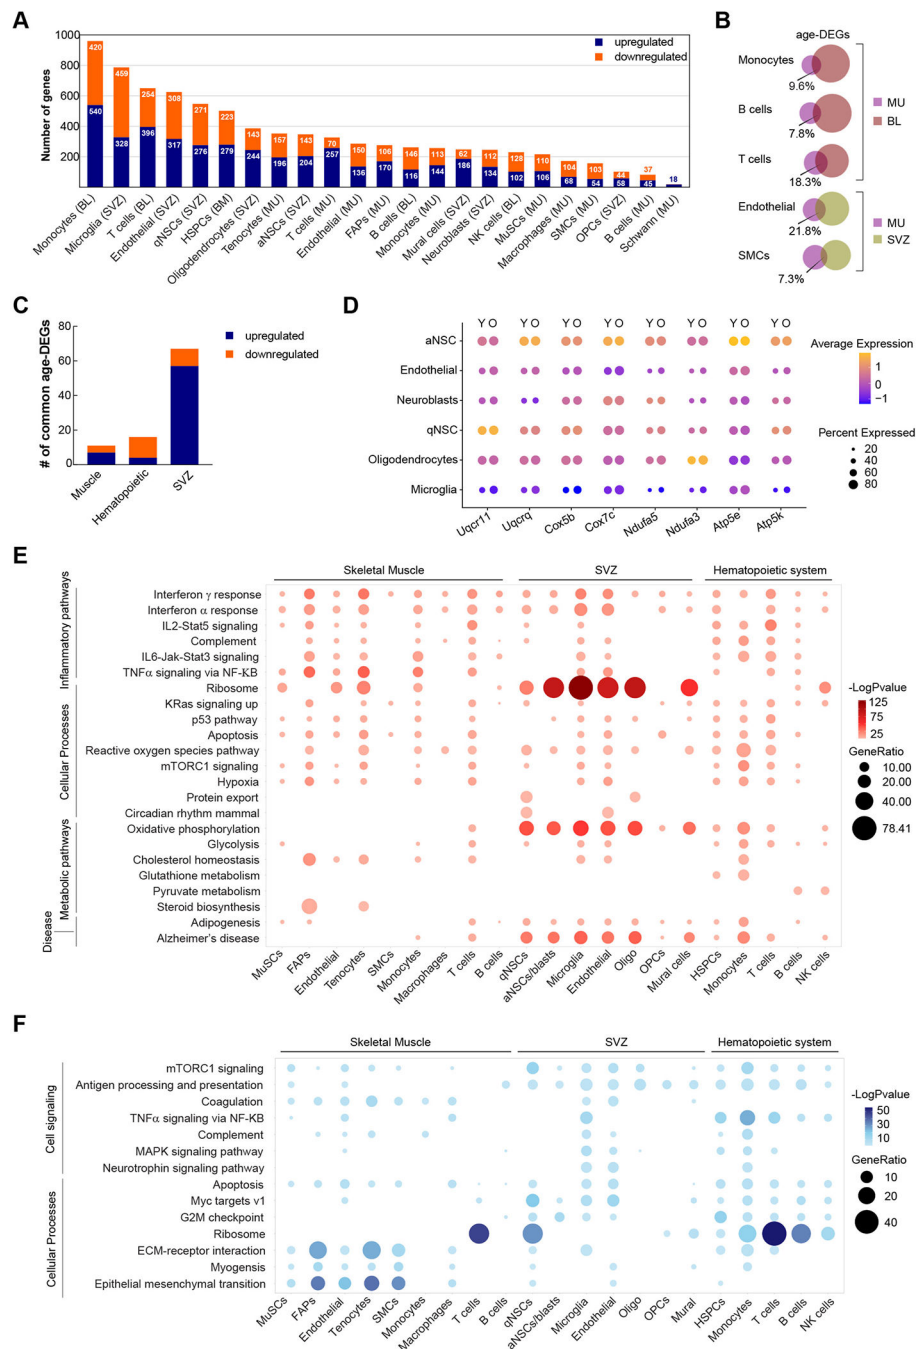 A
Number of genes
1000
800
600
400
200
upregulated
downregulated
420 459 254 308 271 223 143 157 143 70 150 106 146 113 62 112 128 110 104 103 44 37 18
540 328 396 317 276 279 244 196 204 257 136 170 116 144 186 134 102 106 68 54 58 45
Monocytes (BL)
Microglia (SVZ)
T cells (BL)
Endothelial (SVZ)
qNSCs (SVZ)
HSPCs (BM)
Oligodendrocytes (SVZ)
Tenocytes (MU)
aNSCs (SVZ)
T cells (MU)
Endothelial (MU)
FAPs (MU)
B cells (BL)
Monocytes (MU)
Mural cells (SVZ)
Neuroblasts (SVZ)
NK cells (BL)
MuSCs (MU)
Macrophages (MU)
SMCs (MU)
OPCs (SVZ)
B cells (MU)
Schwann (MU)
B
age-DEGs
Monocytes
9.6%
B cells
7.8%
T cells
18.3%
MU
BL
Endothelial
21.8%
SMCs
7.3%
MU
SVZ
C
# of common age-DEGs
80
60
40
20
0
upregulated
downregulated
Muscle
Hematopoietic
SVZ
D
Y O Y O Y O Y O Y O Y O Y O Y O
aNSC
Endothelial
Neuroblasts
qNSC
Oligodendrocytes
Microglia
Uqcr11
Uqcrq
Cox5b
Cox7c
Ndufa5
Ndufa3
Atp5e
Atp5k
Average Expression
1
0
−1
Percent Expressed
20
40
60
80
E
Skeletal Muscle
SVZ
Hematopoietic system
Inflammatory pathways
Interferon γ response
Interferon α response
IL2-Stat5 signaling
Complement
IL6-Jak-Stat3 signaling
TNFα signaling via NF-KB
Cellular Processes
Ribosome
KRas signaling up
p53 pathway
Apoptosis
Reactive oxygen species pathway
mTORC1 signaling
Hypoxia
Protein export
Circadian rhythm mammal
Metabolic pathways
Oxidative phosphorylation
Glycolysis
Cholesterol homeostasis
Glutathione metabolism
Pyruvate metabolism
Steroid biosynthesis
Disease
Adipogenesis
Alzheimer's disease
MuSCs
FAPs
Endothelial
Tenocytes
SMCs
Monocytes
Macrophages
T cells
B cells
qNSCs
aNSCs/blasts
Microglia
Endothelial
Oligo
OPCs
Mural cells
HSPCs
Monocytes
T cells
B cells
NK cells
-LogPvalue
125
75
25
GeneRatio
10.00
20.00
40.00
78.41
F
Skeletal Muscle
SVZ
Hematopoietic system
Cell signaling
mTORC1 signaling
Antigen processing and presentation
Coagulation
TNFα signaling via NF-KB
Complement
MAPK signaling pathway
Neurotrophin signaling pathway
Cellular Processes
Apoptosis
Myc targets v1
G2M checkpoint
Ribosome
ECM-receptor interaction
Myogenesis
Epithelial mesenchymal transition
MuSCs
FAPs
Endothelial
Tenocytes
SMCs
Monocytes
Macrophages
T cells
B cells
qNSCs
aNSCs/blasts
Microglia
Endothelial
Oligo
OPCs
Mural
HSPCs
Monocytes
T cells
B cells
NK cells
-LogPvalue
50
30
10
GeneRatio
10
20
40